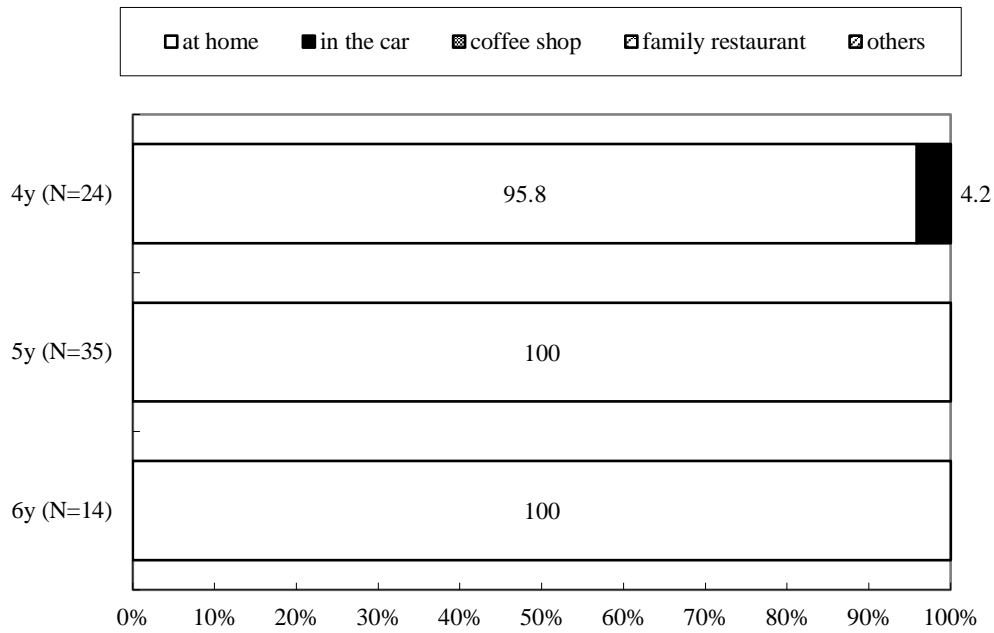 at home in the car coffee shop family restaurant others
4y (N=24) 95.8 4.2
5y (N=35) 100
6y (N=14) 100
0% 10% 20% 30% 40% 50% 60% 70% 80% 90% 100%